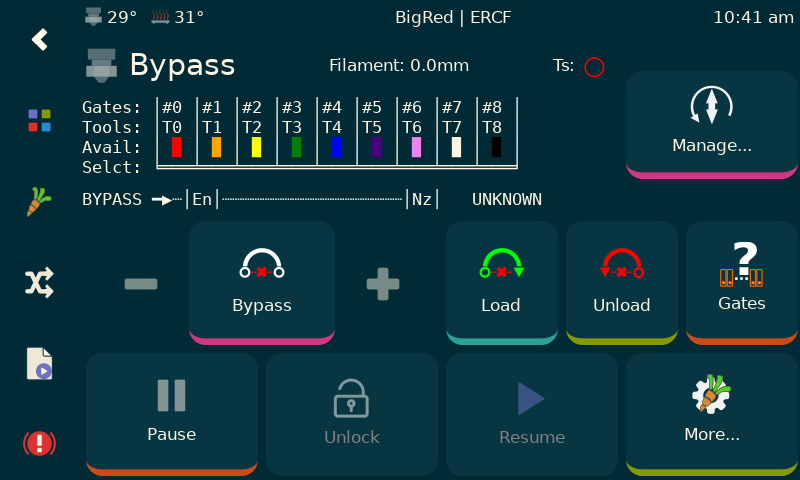 29° 31° BigRed | ERCF 10:41 am
Bypass Filament: 0.0mm Ts:
Gates: |#0 |#1 |#2 |#3 |#4 |#5 |#6 |#7 |#8 |
Tools: |T0 |T1 |T2 |T3 |T4 |T5 |T6 |T7 |T8 |
Avail:
Selct:
Manage...
BYPASS ━▶┈│En│┈┈┈┈┈┈┈┈┈┈┈┈┈┈┈┈┈┈│Nz│ UNKNOWN
Bypass Load Unload Gates
Pause Unlock Resume More...